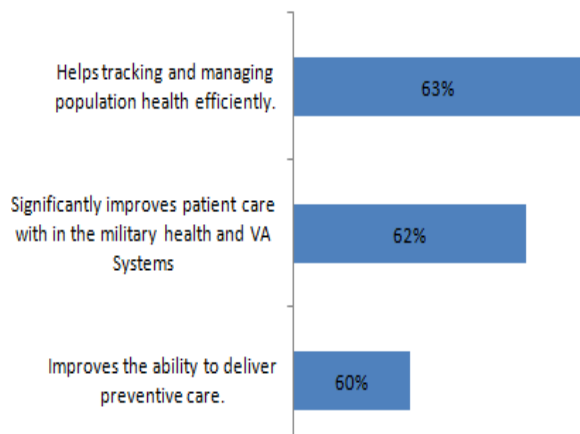 Helps tracking and managing
population health efficiently.
63%
Significantly improves patient care
with in the military health and VA
Systems
62%
Improves the ability to deliver
preventive care.
60%